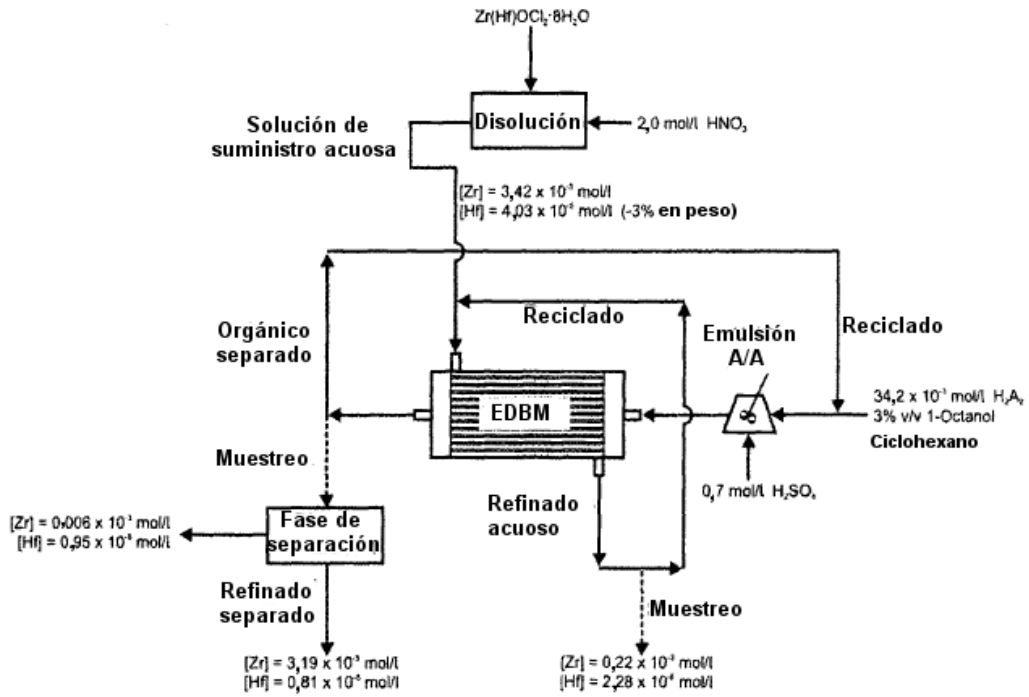 Zr(Hf)OCl₂·8H₂O
Disolución
2,0 mol/l HNO₃
Solución de
suministro acuosa
[Zr] = 3,42 x 10⁻³ mol/l
[Hf] = 4,03 x 10⁻⁵ mol/l (~3% en peso)
Orgánico
separado
Reciclado
Emulsión
A/A
Reciclado
EDBM
34,2 x 10⁻³ mol/l H₂A₂
3% v/v 1-Octanol
Ciclohexano
0,7 mol/l H₂SO₄
Muestreo
Refinado
acuoso
Fase de
separación
[Zr] = 0,006 x 10⁻³ mol/l
[Hf] = 0,95 x 10⁻⁵ mol/l
Refinado
separado
Muestreo
[Zr] = 3,19 x 10⁻³ mol/l
[Hf] = 0,81 x 10⁻⁵ mol/l
[Zr] = 0,22 x 10⁻³ mol/l
[Hf] = 2,28 x 10⁻⁵ mol/l